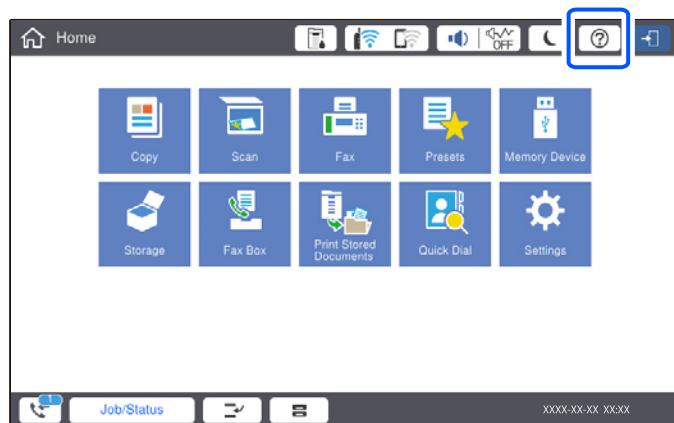 Home
OFF
?
Copy
Scan
Fax
Presets
Memory Device
Storage
Fax Box
Print Stored
Documents
Quick Dial
Settings
1
Job/Status
XXXX-XX-XX XX:XX